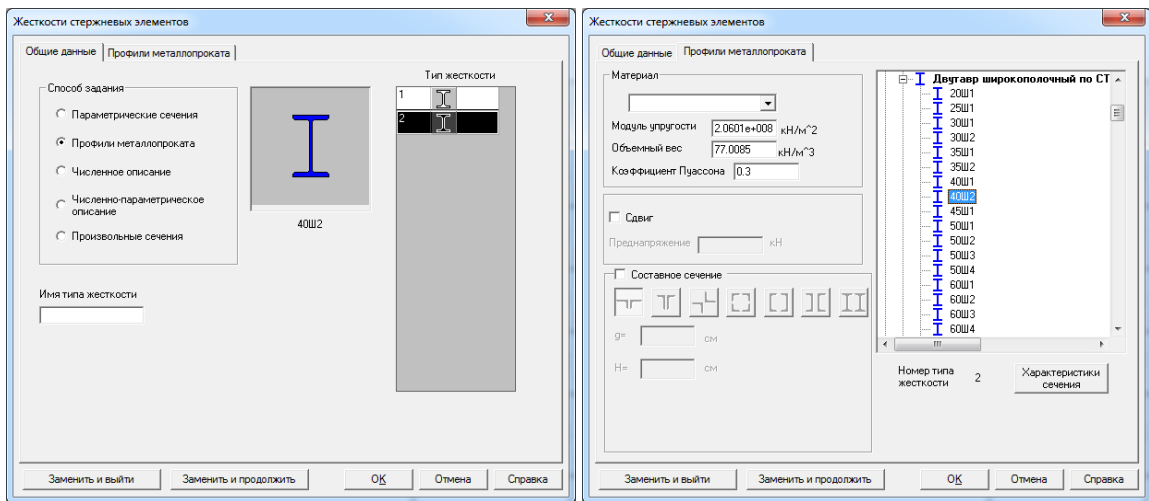 Жесткости стержневых элементов
Общие данные
Профили металлопроката
Способ задания
Параметрические сечения
Профили металлопроката
Численное описание
Численно-параметрическое
описание
Произвольные сечения
40Ш2
Тип жесткости
1
2
Имя типа жесткости
Заменить и выйти
Заменить и продолжить
OК
Отмена
Справка
Жесткости стержневых элементов
Общие данные
Профили металлопроката
Материал
Модуль упругости 2.0601e+008 кН/м^2
Объемный вес 77.0085 кН/м^3
Коэффициент Пуассона 0.3
Сдвиг
Преднапряжение кН
Составное сечение
g= см
H= см
Двутавр широкополочный по СТ
20Ш1
25Ш1
30Ш1
30Ш2
35Ш1
35Ш2
40Ш1
40Ш2
45Ш1
50Ш1
50Ш2
50Ш3
50Ш4
60Ш1
60Ш2
60Ш3
60Ш4
Номер типа
жесткости
2
Характеристики
сечения
Заменить и выйти
Заменить и продолжить
OК
Отмена
Справка